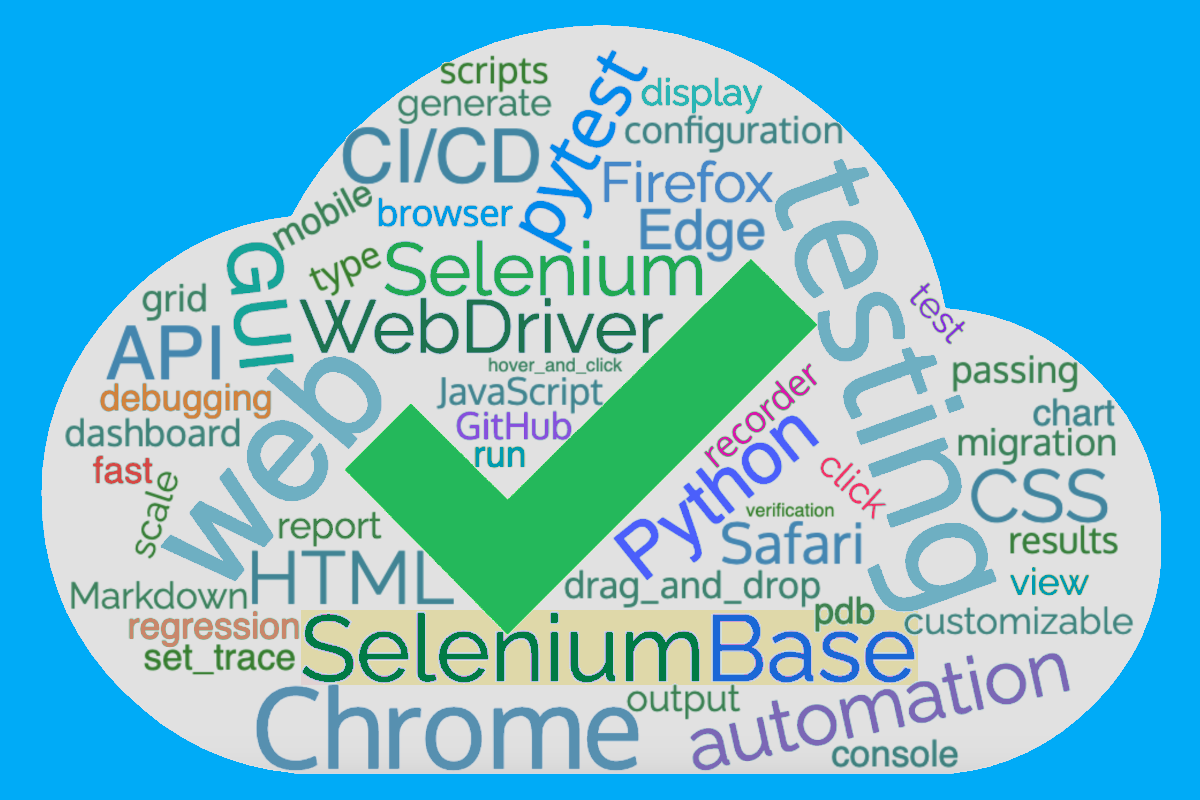 scripts
generate
CI/CD
pytest
display
configuration
Firefox
Edge
testing
mobile
browser
GUI
type
Selenium
WebDriver
grid
API
debugging
dashboard
fast
scale
web
hover_and_click
JavaScript
GitHub
run
recorder
Python
click
test
passing
chart
migration
CSS
results
view
customizable
verification
Safari
drag_and_drop
pdb
report
HTML
Markdown
regression
set_trace
SeleniumBase
Chrome
output
automation
console